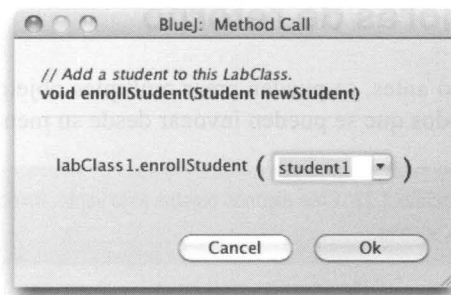 BlueJ: Method Call
// Add a student to this LabClass.
void enrollStudent(Student newStudent)
labClass1.enrollStudent ( student1 )
Cancel Ok